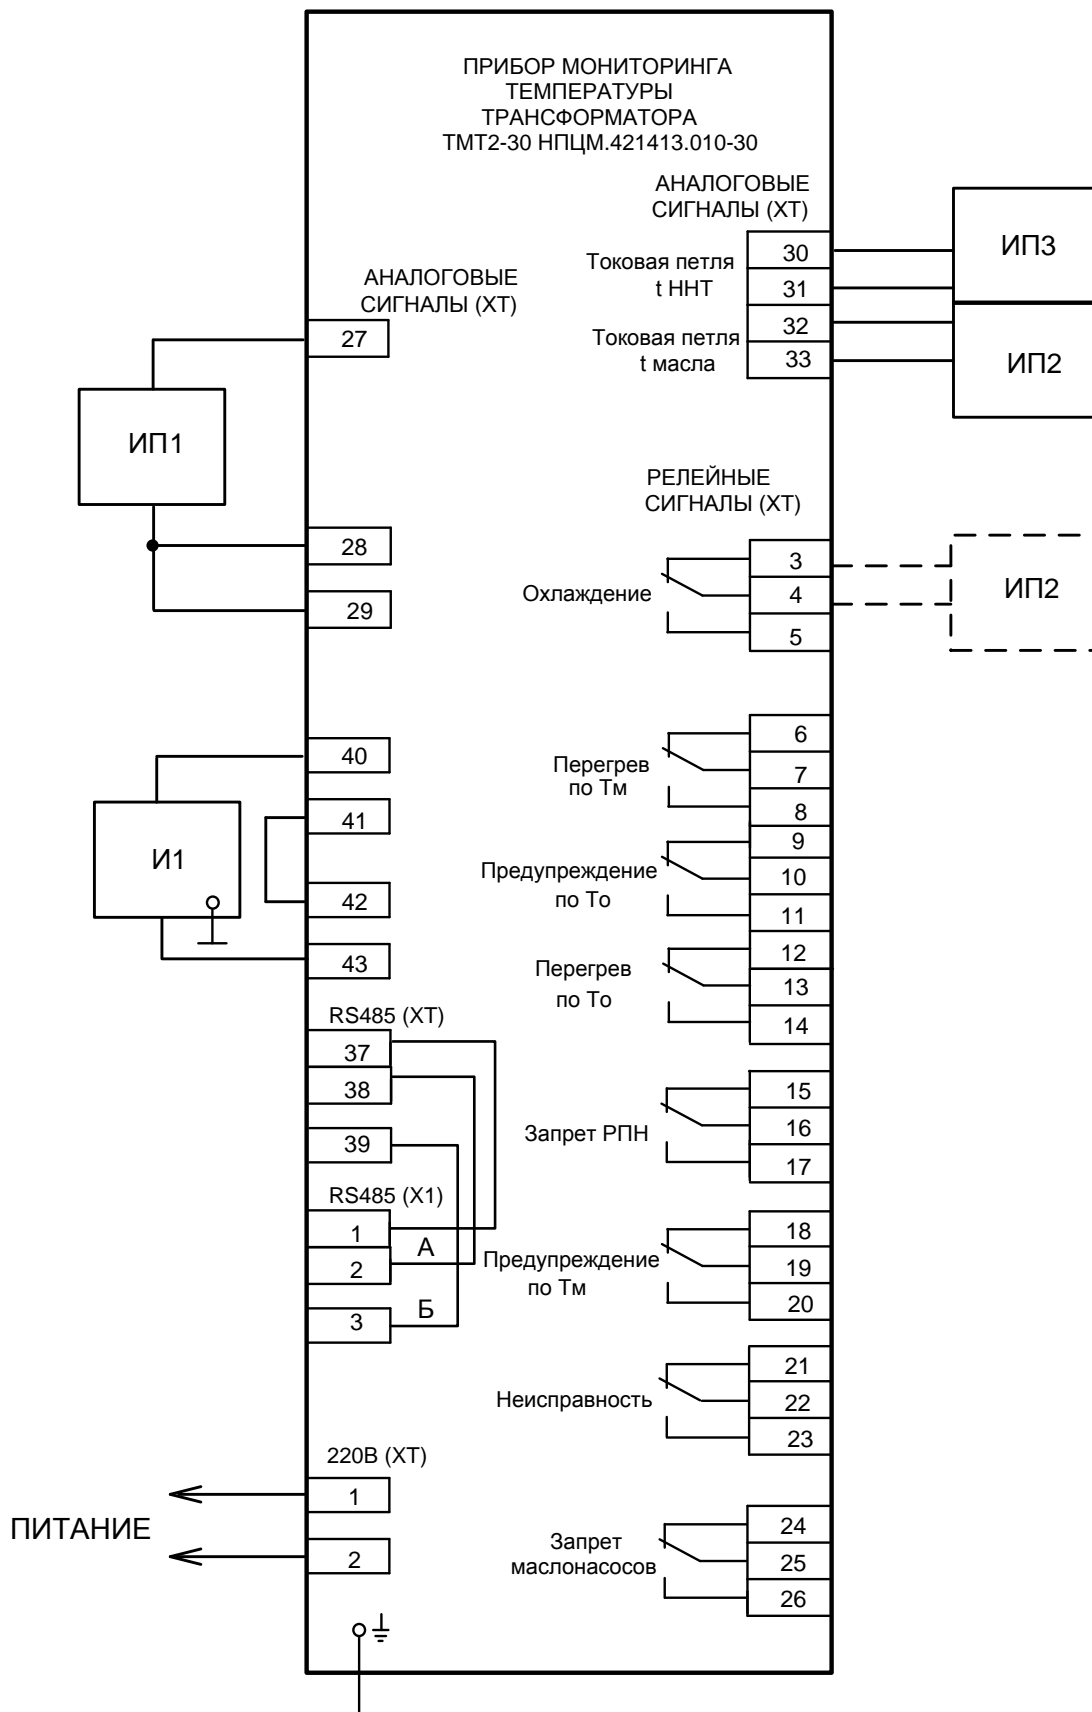 ПРИБОР МОНИТОРИНГА
ТЕМПЕРАТУРЫ
ТРАНСФОРМАТОРА
ТМТ2-30 НПЦМ.421413.010-30
АНАЛОГОВЫЕ
СИГНАЛЫ (ХТ)
27
ИП1
28
29
40
41
И1
42
43
RS485 (ХТ)
37
38
39
RS485 (Х1)
1
А
2
Б
3
220В (ХТ)
1
ПИТАНИЕ
2
АНАЛОГОВЫЕ
СИГНАЛЫ (ХТ)
Токовая петля
t ННТ
30
31
ИП3
Токовая петля
t масла
32
33
ИП2
РЕЛЕЙНЫЕ
СИГНАЛЫ (ХТ)
Охлаждение
3
4
5
ИП2
Перегрев
по Тм
6
7
8
Предупреждение
по То
9
10
11
Перегрев
по То
12
13
14
Запрет РПН
15
16
17
Предупреждение
по Тм
18
19
20
Неисправность
21
22
23
Запрет
маслонасосов
24
25
26